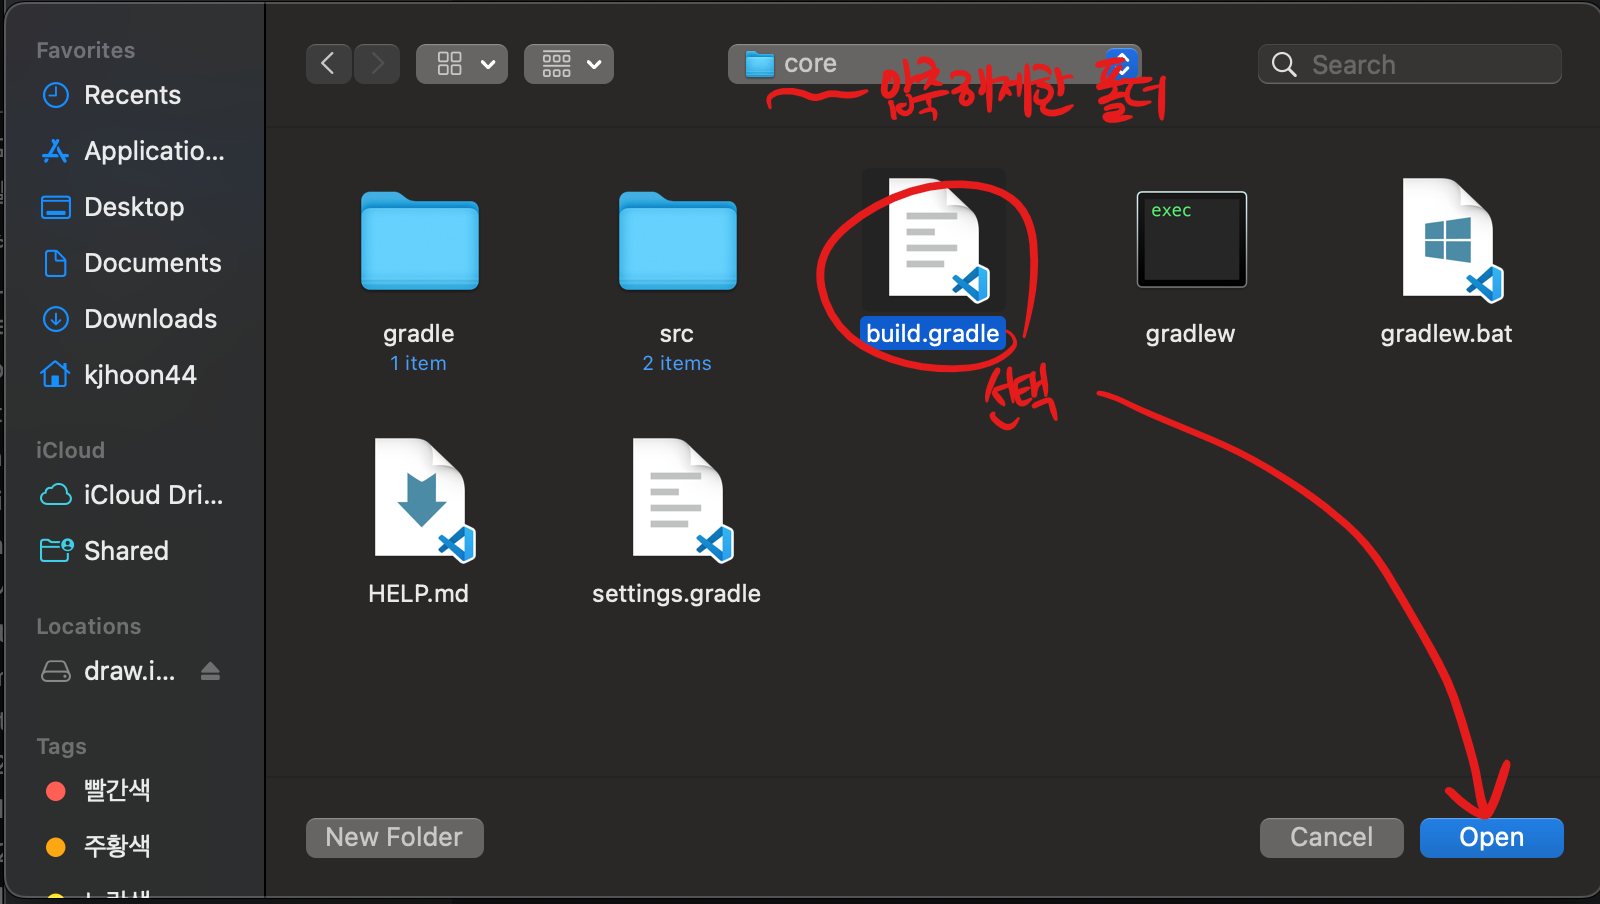 Favorites
Recents
Applicatio...
Desktop
Documents
Downloads
kjhoon44
iCloud
iCloud Dri...
Shared
Locations
draw.i...
Tags
빨간색
주황색
core
Search
압축해제한 폴더
gradle
1 item
src
2 items
build.gradle
exec
gradlew
gradlew.bat
선택
HELP.md
settings.gradle
New Folder
Cancel
Open